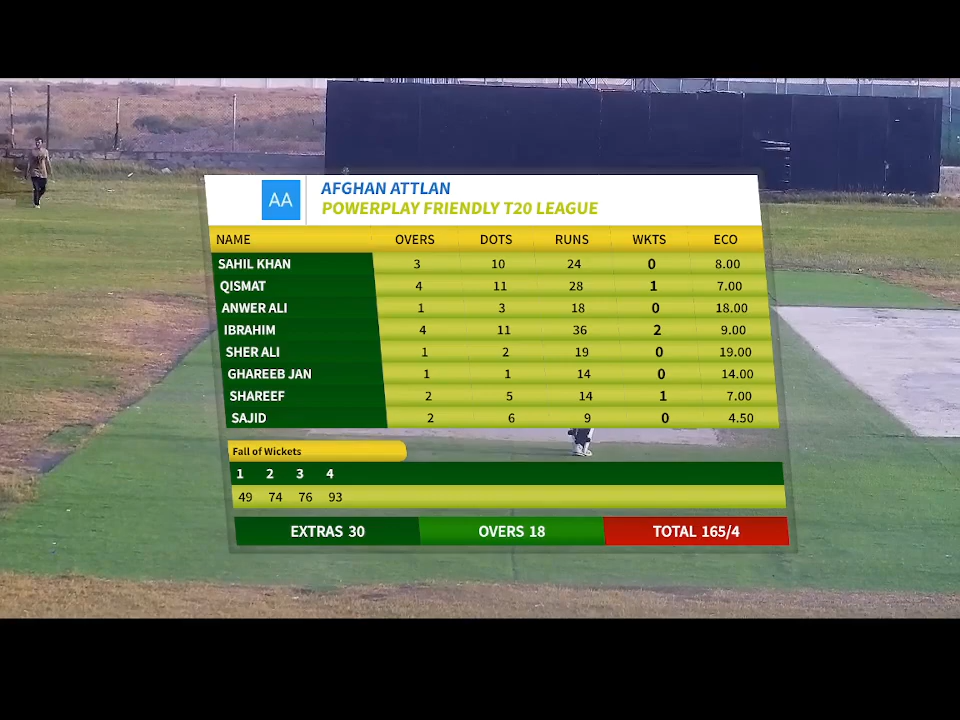 AA
AFGHAN ATTLAN
POWERPLAY FRIENDLY T20 LEAGUE
NAME OVERS DOTS RUNS WKTS ECO
SAHIL KHAN 3 10 24 0 8.00
QISMAT 4 11 28 1 7.00
ANWER ALI 1 3 18 0 18.00
IBRAHIM 4 11 36 2 9.00
SHER ALI 1 2 19 0 19.00
GHAREEB JAN 1 1 14 0 14.00
SHAREEF 2 5 14 1 7.00
SAJID 2 6 9 0 4.50
Fall of Wickets
1 2 3 4
49 74 76 93
EXTRAS 30 OVERS 18 TOTAL 165/4